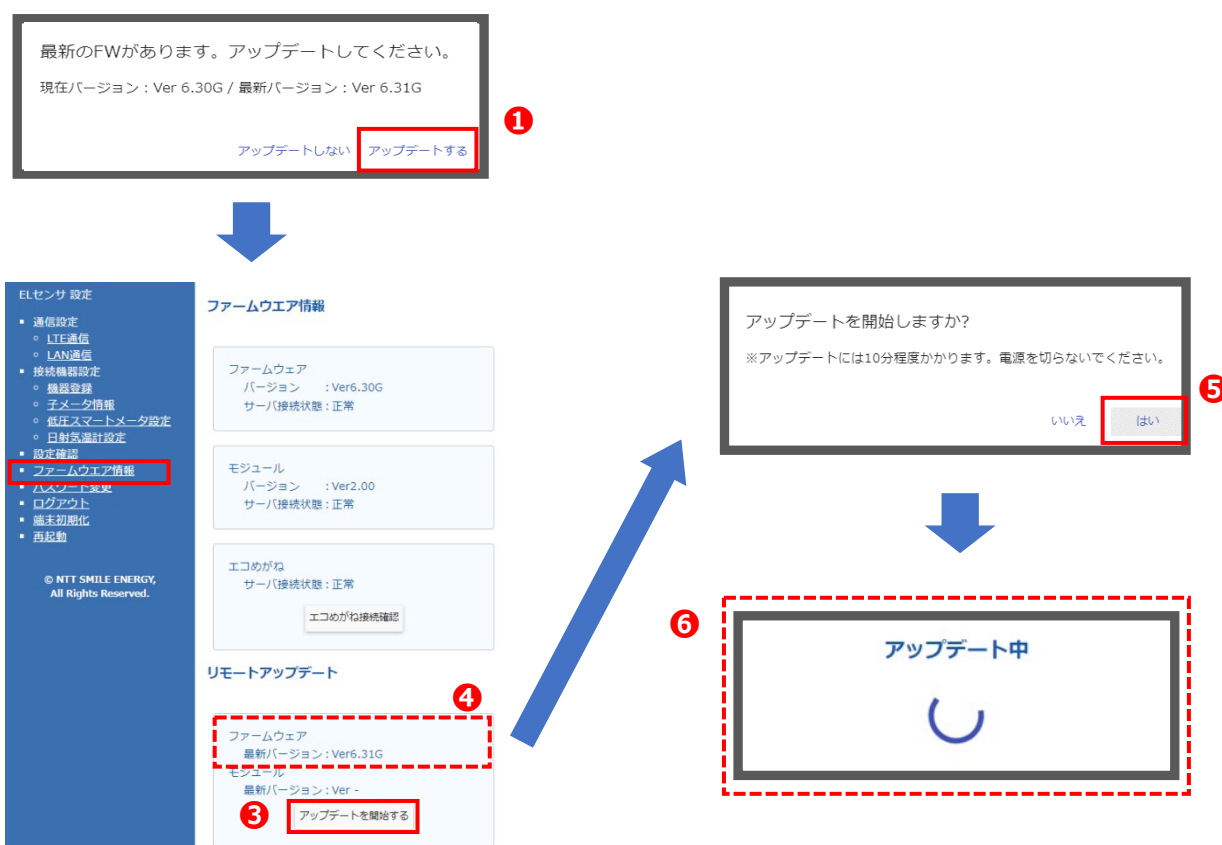 最新のFWがあります。アップデートしてください。
現在バージョン：Ver 6.30G / 最新バージョン：Ver 6.31G
アップデートしない アップデートする
❶
ELセンサ 設定
▪ 通信設定
◦ LTE通信
◦ LAN通信
▪ 接続機器設定
◦ 機器登録
◦ 子メータ情報
◦ 低圧スマートメータ設定
◦ 日射気温計設定
▪ 設定確認
▪ ファームウエア情報
▪ パスワード変更
▪ ログアウト
▪ 端末初期化
▪ 再起動
© NTT SMILE ENERGY,
All Rights Reserved.
ファームウエア情報
ファームウェア
バージョン ：Ver6.30G
サーバ接続状態：正常
モジュール
バージョン ：Ver2.00
サーバ接続状態：正常
エコめがね
サーバ接続状態：正常
エコめがね接続確認
リモートアップデート
❹
ファームウェア
最新バージョン：Ver6.31G
モジュール
最新バージョン：Ver -
❸
アップデートを開始する
アップデートを開始しますか?
※アップデートには10分程度かかります。電源を切らないでください。
❺
いいえ はい
❻
アップデート中